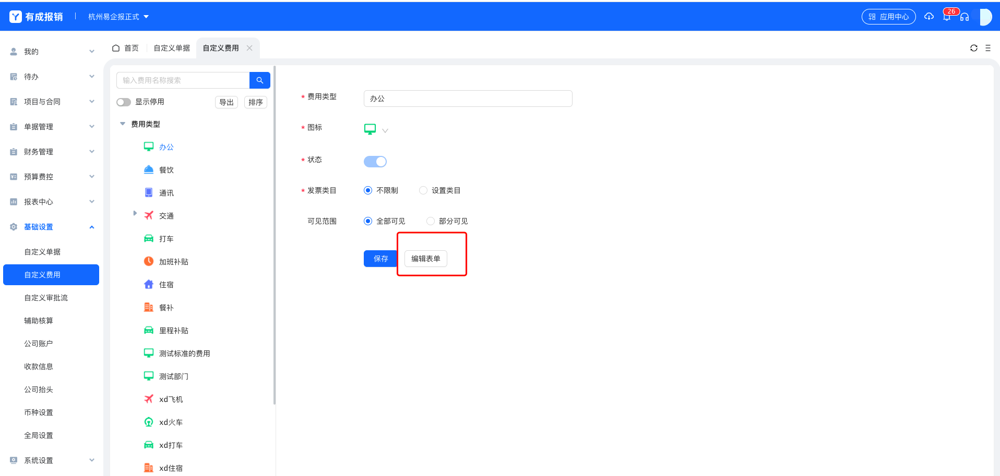 有成报销
杭州易企报正式
应用中心
26
我的
待办
项目与合同
单据管理
财务管理
预算费控
报表中心
基础设置
自定义单据
自定义费用
自定义审批流
辅助核算
公司账户
收款信息
公司抬头
币种设置
全局设置
系统设置
首页
自定义单据
自定义费用
输入费用名称搜索
显示停用
导出
排序
费用类型
办公
餐饮
通讯
交通
打车
加班补贴
住宿
餐补
里程补贴
测试标准的费用
测试部门
xd飞机
xd火车
xd打车
xd住宿
* 费用类型
办公
* 图标
* 状态
* 发票类目
不限制
设置类目
可见范围
全部可见
部分可见
保存
编辑表单